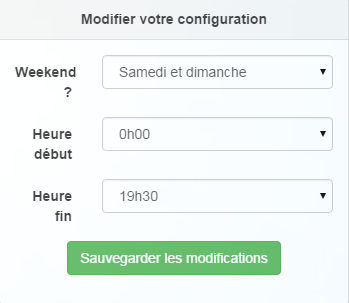 Modifier votre configuration
Weekend Samedi et dimanche
?
Heure 0h00
début
Heure 19h30
fin
Sauvegarder les modifications